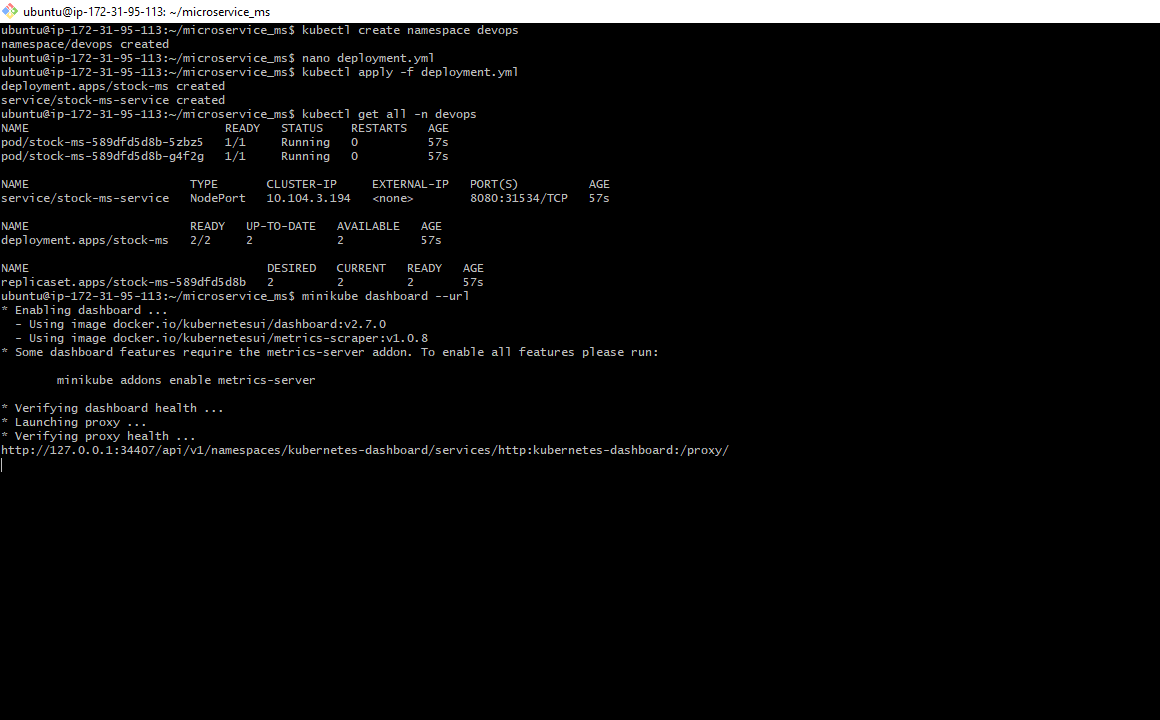 ubuntu@ip-172-31-95-113: ~/microservice_ms
ubuntu@ip-172-31-95-113:~/microservice_ms$ kubectl create namespace devops
namespace/devops created
ubuntu@ip-172-31-95-113:~/microservice_ms$ nano deployment.yml
ubuntu@ip-172-31-95-113:~/microservice_ms$ kubectl apply -f deployment.yml
deployment.apps/stock-ms created
service/stock-ms-service created
ubuntu@ip-172-31-95-113:~/microservice_ms$ kubectl get all -n devops
NAME                            READY   STATUS    RESTARTS   AGE
pod/stock-ms-589dfd5d8b-5zbz5   1/1     Running   0          57s
pod/stock-ms-589dfd5d8b-g4f2g   1/1     Running   0          57s
NAME                       TYPE       CLUSTER-IP     EXTERNAL-IP   PORT(S)          AGE
service/stock-ms-service   NodePort   10.104.3.194   <none>        8080:31534/TCP   57s
NAME                       READY   UP-TO-DATE   AVAILABLE   AGE
deployment.apps/stock-ms   2/2     2            2           57s
NAME                                  DESIRED   CURRENT   READY   AGE
replicaset.apps/stock-ms-589dfd5d8b   2         2         2       57s
ubuntu@ip-172-31-95-113:~/microservice_ms$ minikube dashboard --url
* Enabling dashboard ...
  - Using image docker.io/kubernetesui/dashboard:v2.7.0
  - Using image docker.io/kubernetesui/metrics-scraper:v1.0.8
* Some dashboard features require the metrics-server addon. To enable all features please run:
        minikube addons enable metrics-server
* Verifying dashboard health ...
* Launching proxy ...
* Verifying proxy health ...
http://127.0.0.1:34407/api/v1/namespaces/kubernetes-dashboard/services/http:kubernetes-dashboard:/proxy/